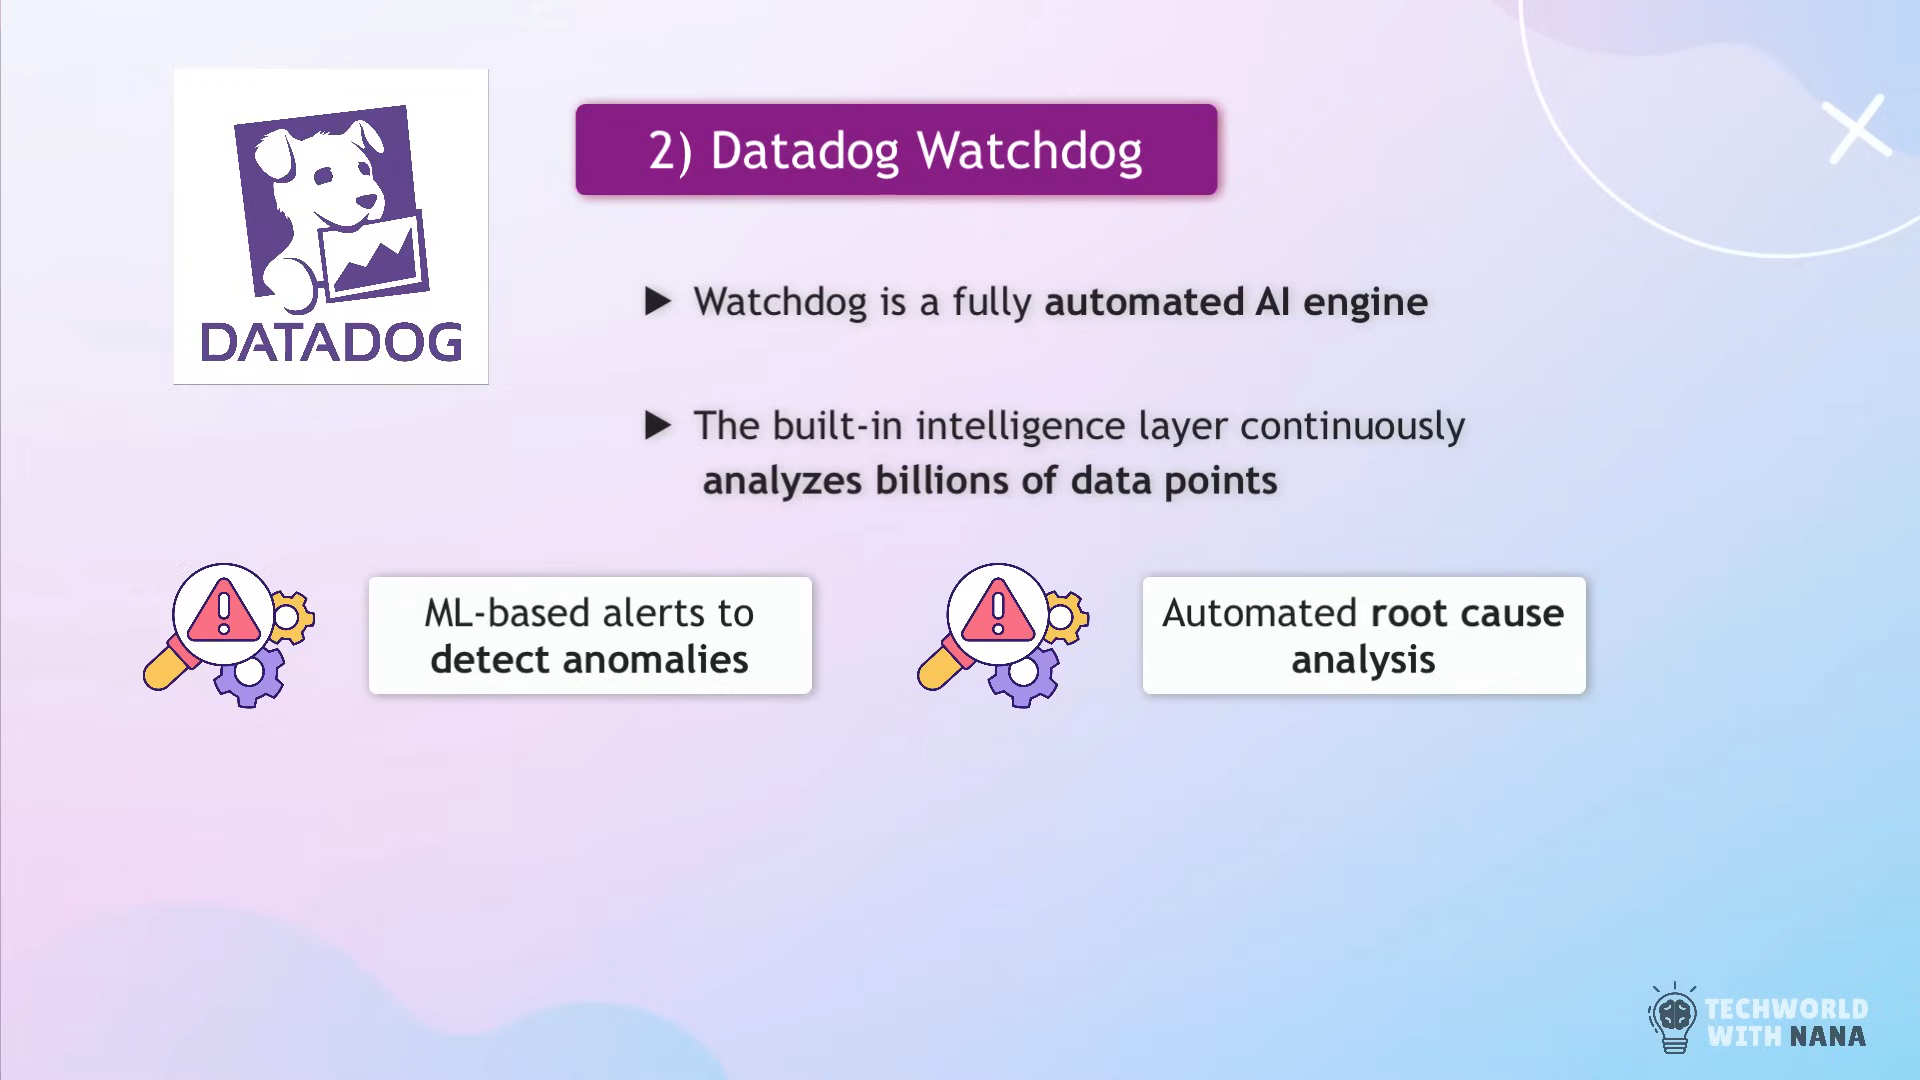 DATADOG
2) Datadog Watchdog
▶ Watchdog is a fully automated AI engine
▶ The built-in intelligence layer continuously
analyzes billions of data points
ML-based alerts to
detect anomalies
Automated root cause
analysis
TECHWORLD
WITH NANA